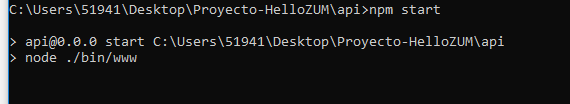 C:\Users\51941\Desktop\Proyecto-HelloZUM\api>npm start
> api@0.0.0 start C:\Users\51941\Desktop\Proyecto-HelloZUM\api
> node ./bin/www